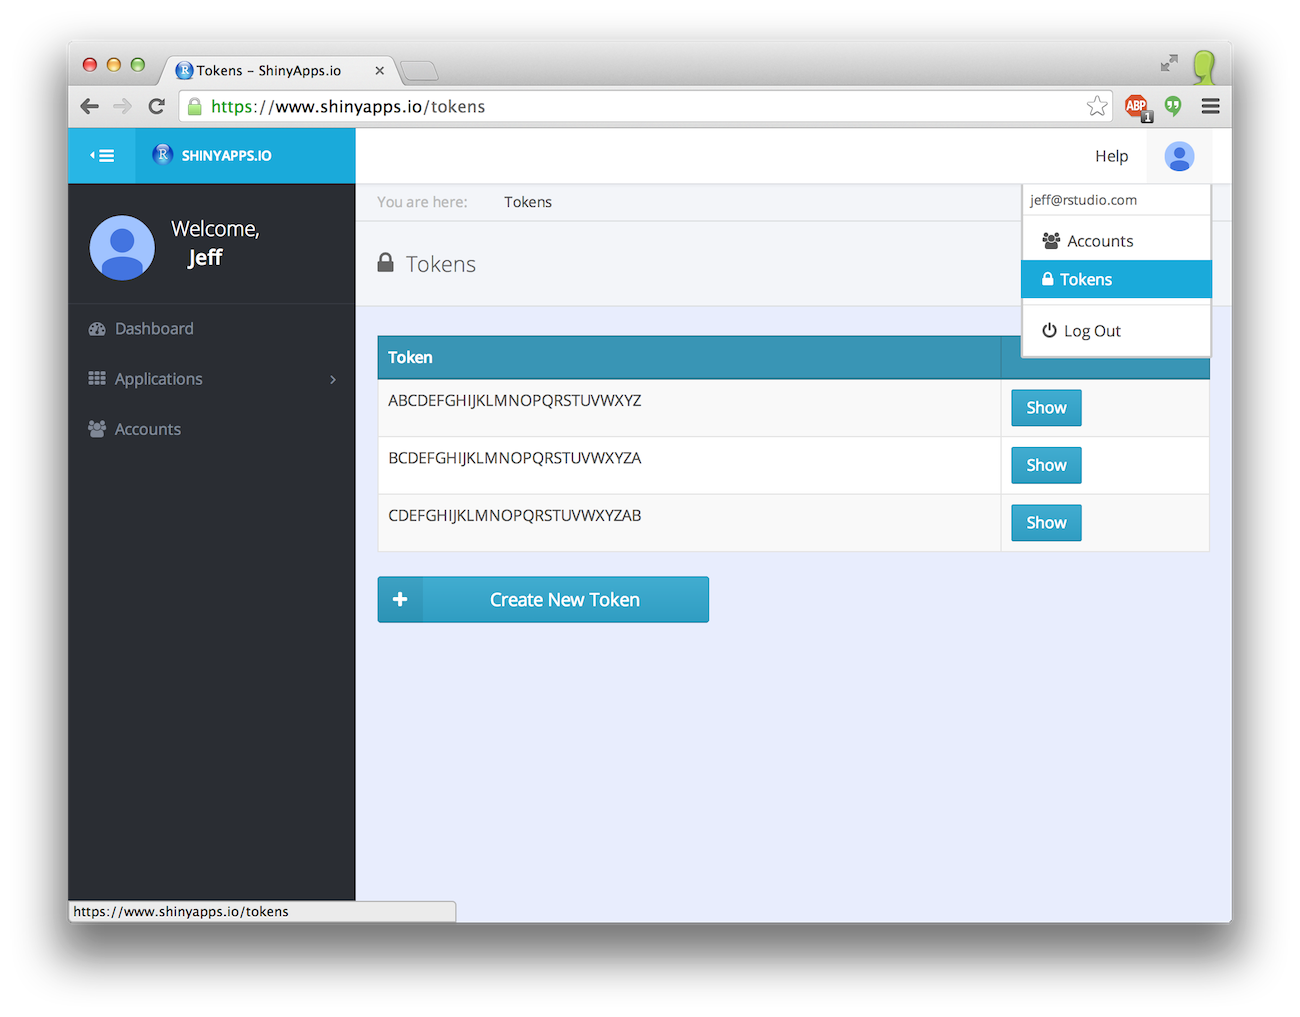 Tokens – ShinyApps.io
https://www.shinyapps.io/tokens
ABP
1
R SHINYAPPS.IO
Help
You are here: Tokens
jeff@rstudio.com
Welcome,
Jeff
Accounts
Tokens
Tokens
Log Out
Dashboard
Applications
Accounts
Token
ABCDEFGHIJKLMNOPQRSTUVWXYZ Show
BCDEFGHIJKLMNOPQRSTUVWXYZA Show
CDEFGHIJKLMNOPQRSTUVWXYZAB Show
Create New Token
https://www.shinyapps.io/tokens